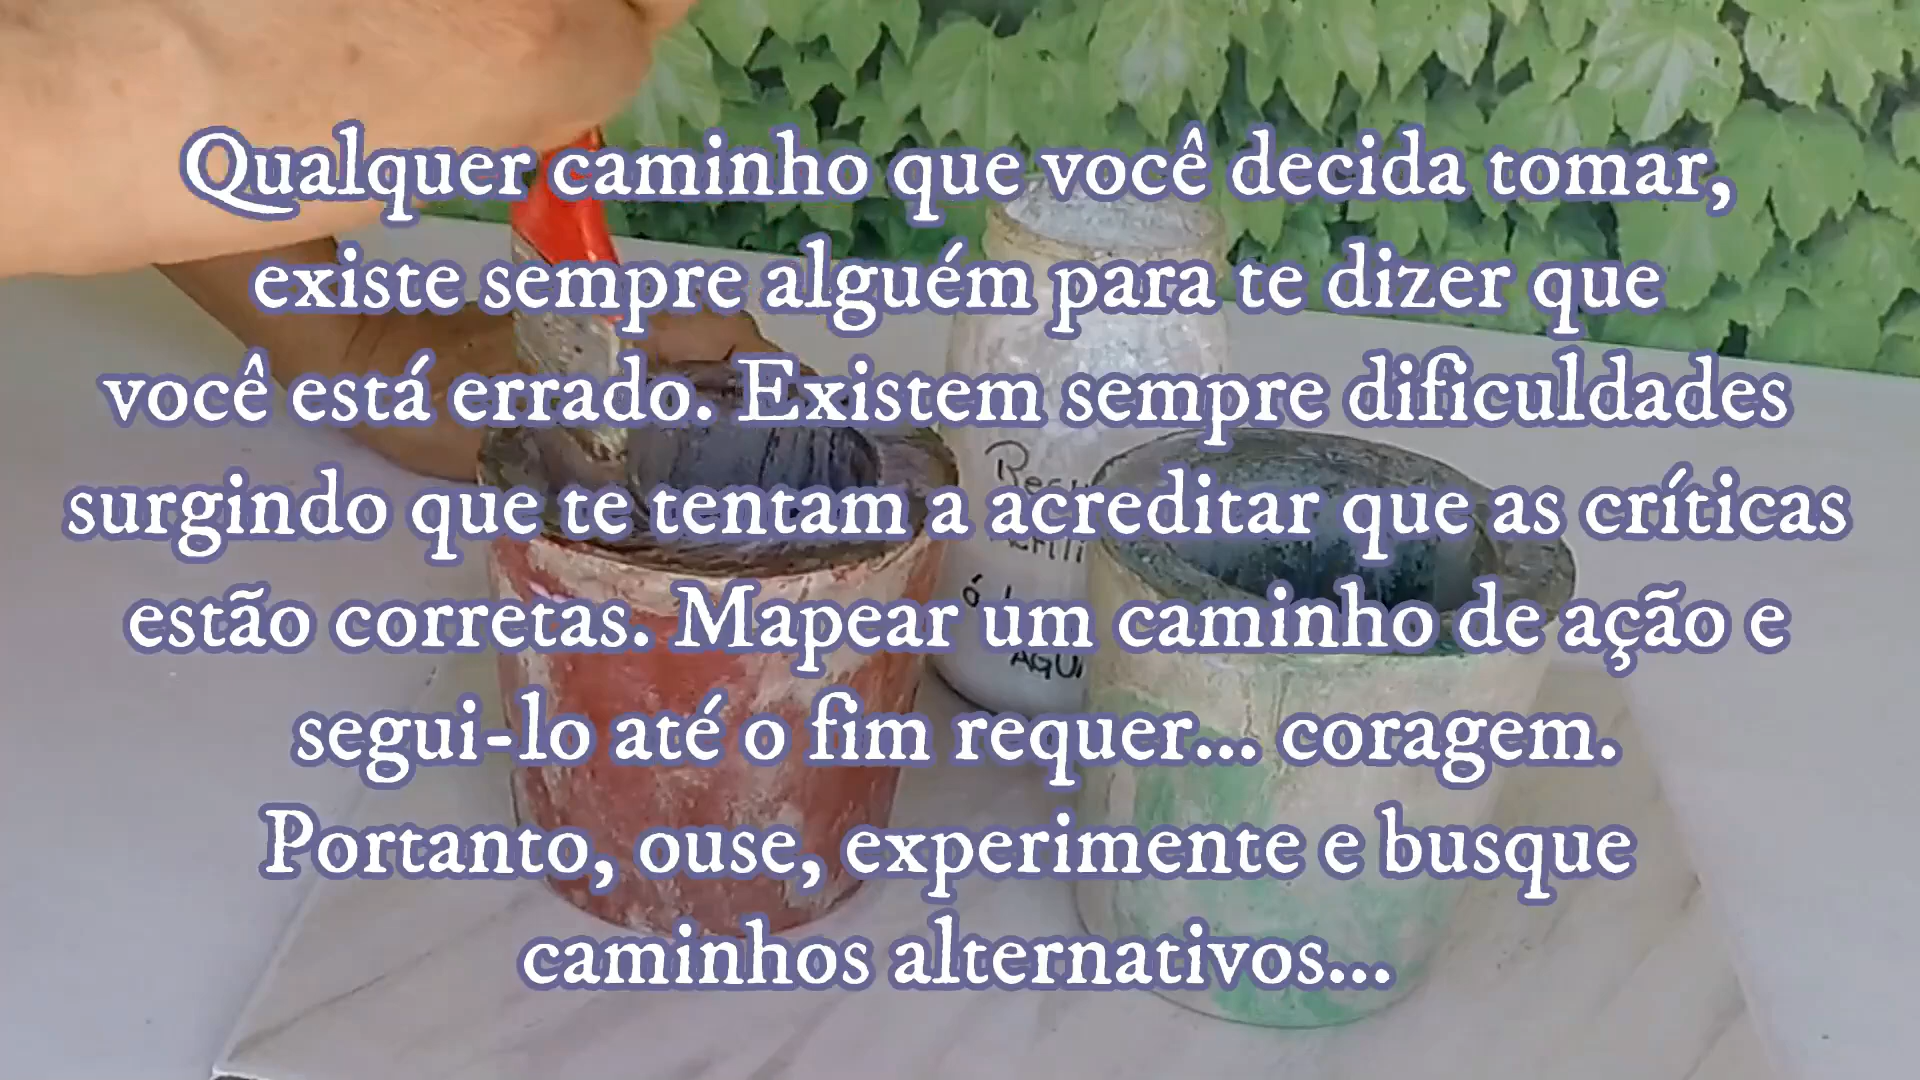 Qualquer caminho que você decida tomar,
existe sempre alguém para te dizer que
você está errado. Existem sempre dificuldades
surgindo que te tentam a acreditar que as críticas
estão corretas. Mapear um caminho de ação e
segui-lo até o fim requer... coragem.
Portanto, ouse, experimente e busque
caminhos alternativos...